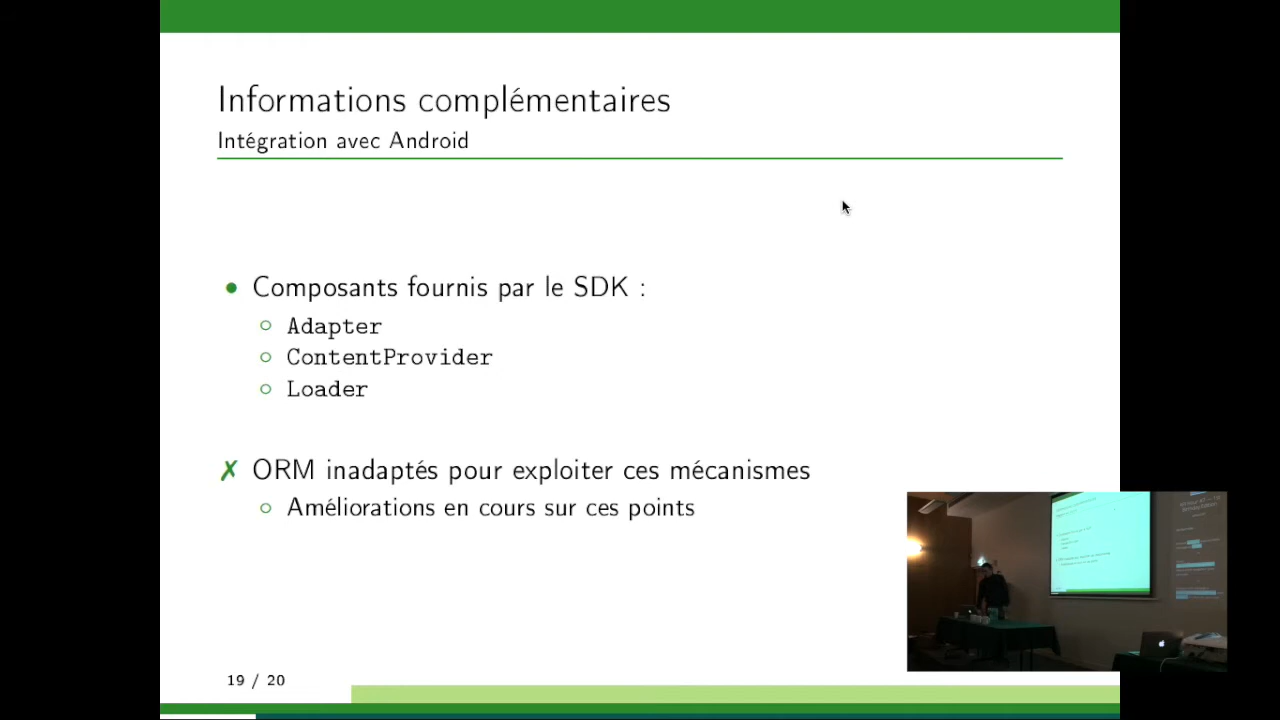 Informations complémentaires
Intégration avec Android
Composants fournis par le SDK :
Adapter
ContentProvider
Loader
✗ ORM inadaptés pour exploiter ces mécanismes
Améliorations en cours sur ces points
19 / 20